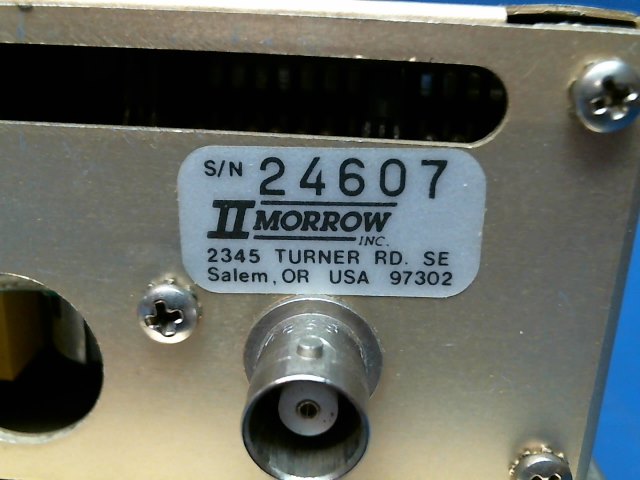 S/N 24607
II MORROW
INC.
2345 TURNER RD. SE
Salem, OR USA 97302